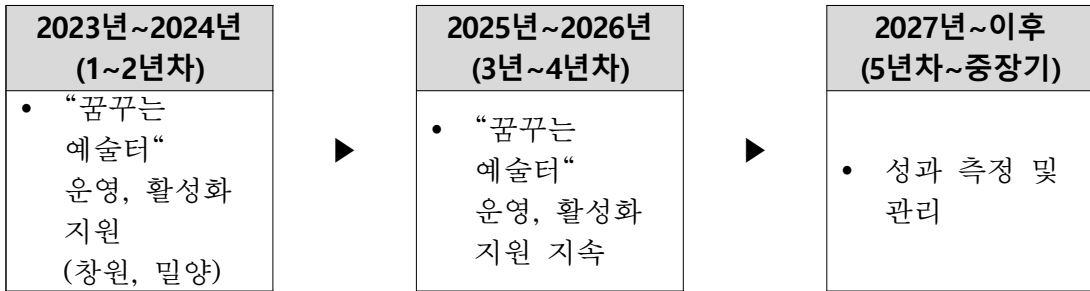 2023년~2024년
(1~2년차)
• “꿈꾸는
예술터“
운영, 활성화
지원
(창원, 밀양)
▶
2025년~2026년
(3년~4년차)
• “꿈꾸는
예술터“
운영, 활성화
지원 지속
▶
2027년~이후
(5년차~중장기)
• 성과 측정 및
관리